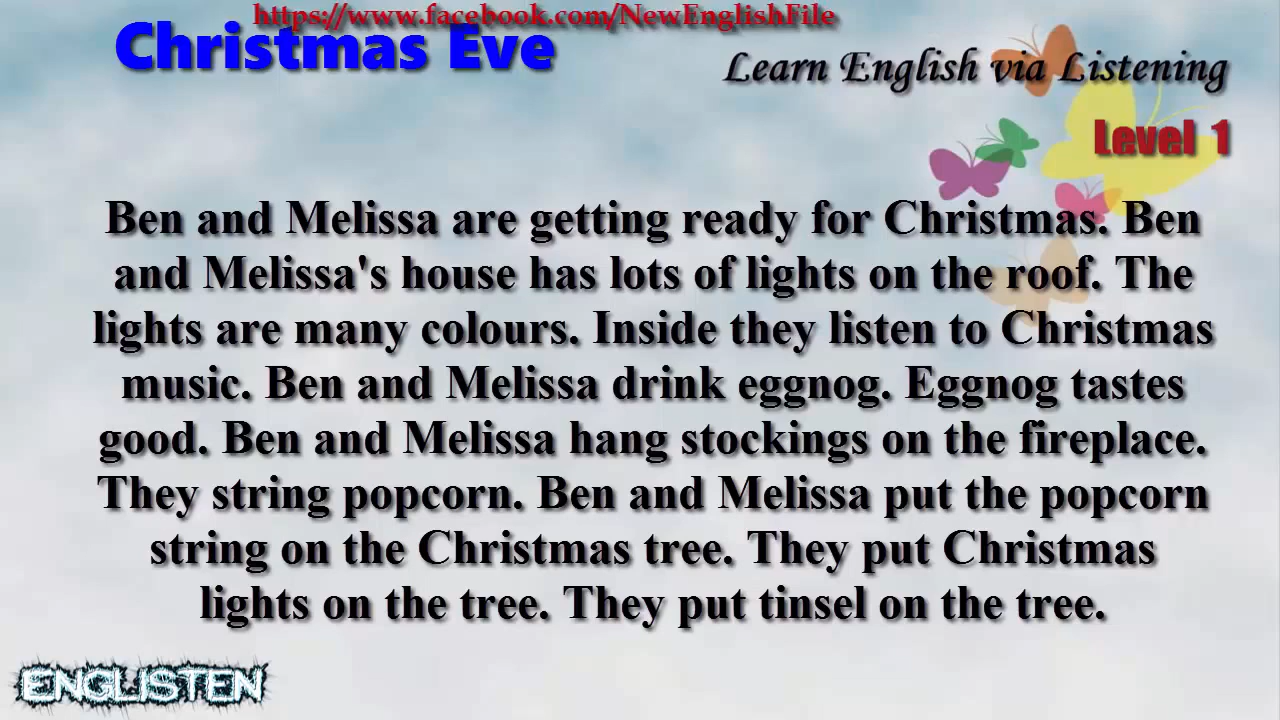 https://www.facebook.com/NewEnglishFile
Christmas Eve
Learn English via Listening
Level 1
Ben and Melissa are getting ready for Christmas. Ben
and Melissa's house has lots of lights on the roof. The
lights are many colours. Inside they listen to Christmas
music. Ben and Melissa drink eggnog. Eggnog tastes
good. Ben and Melissa hang stockings on the fireplace.
They string popcorn. Ben and Melissa put the popcorn
string on the Christmas tree. They put Christmas
lights on the tree. They put tinsel on the tree.
ENGLISTEN